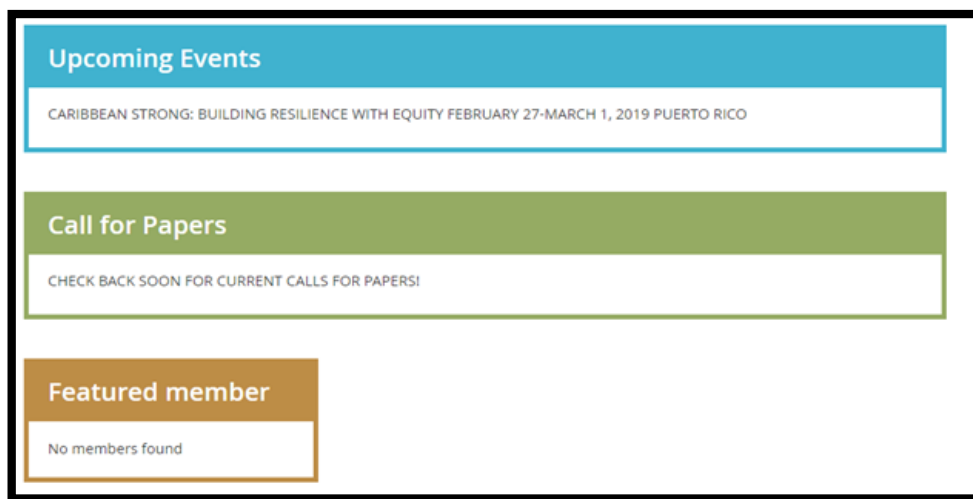 Upcoming Events
CARIBBEAN STRONG: BUILDING RESILIENCE WITH EQUITY FEBRUARY 27-MARCH 1, 2019 PUERTO RICO
Call for Papers
CHECK BACK SOON FOR CURRENT CALLS FOR PAPERS!
Featured member
No members found